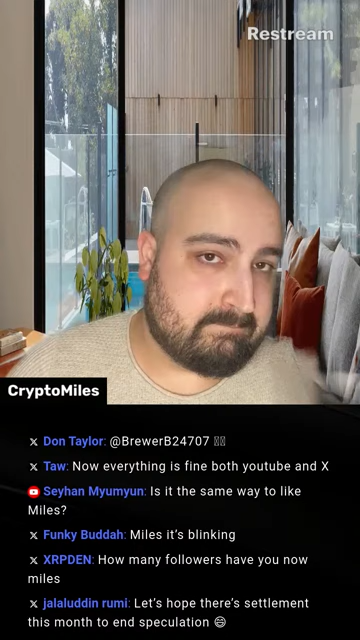 Restream
CryptoMiles
Don Taylor: @BrewerB24707
Taw: Now everything is fine both youtube and X
Seyhan Myumyun: Is it the same way to like
Miles?
Funky Buddah: Miles it’s blinking
XRPDEN: How many followers have you now
miles
jalaluddin rumi: Let’s hope there’s settlement
this month to end speculation 😄